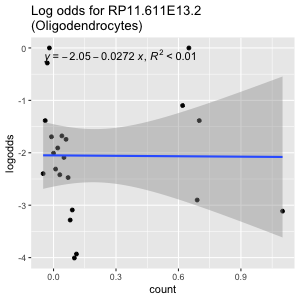 Log odds for RP11.611E13.2
(Oligodendrocytes)
y = −2.05 − 0.0272 x, R² < 0.01
0
-1
-2
-3
-4
logodds
0.0 0.3 0.6 0.9
count